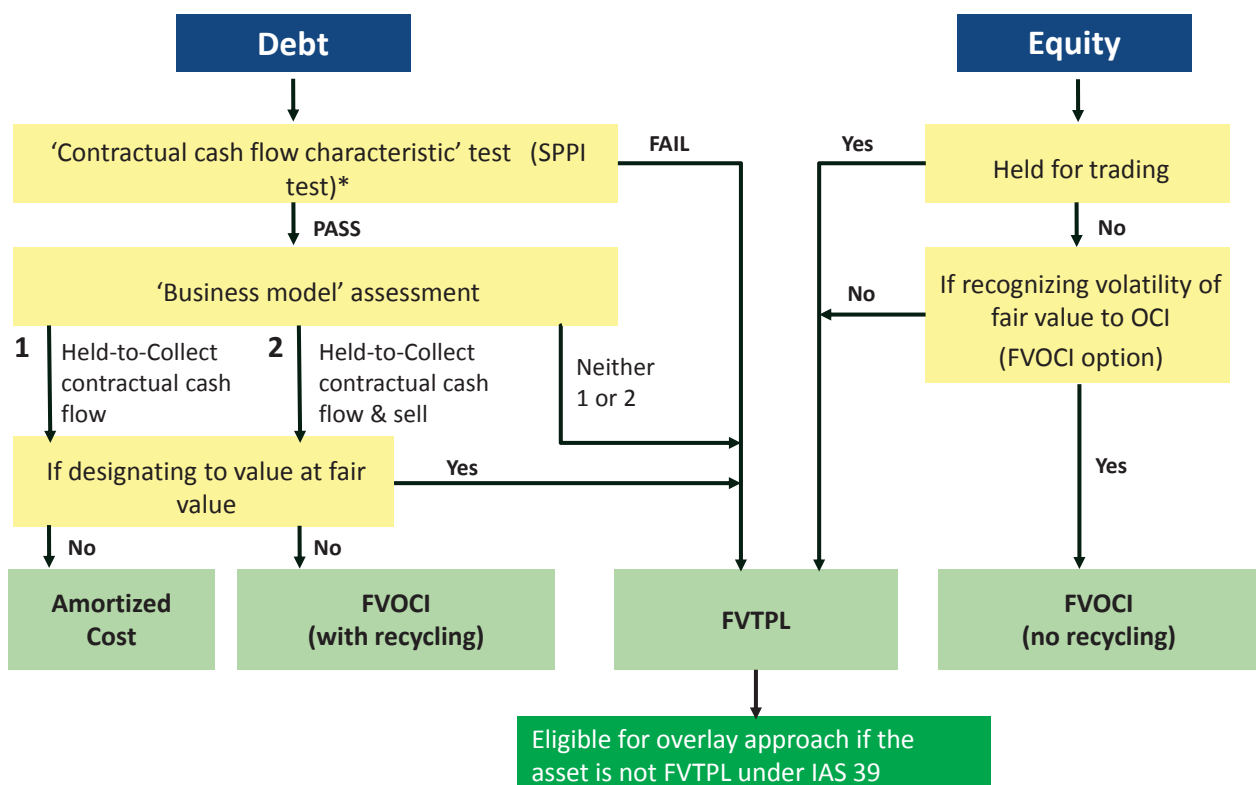 Debt
Equity
‘Contractual cash flow characteristic’ test (SPPI
test)*
FAIL
Yes
Held for trading
PASS
No
‘Business model’ assessment
No
If recognizing volatility of
fair value to OCI
(FVOCI option)
1
Held-to-Collect
contractual cash
flow
2
Held-to-Collect
contractual cash
flow & sell
Neither
1 or 2
If designating to value at fair
value
Yes
Yes
No
No
Amortized
Cost
FVOCI
(with recycling)
FVTPL
FVOCI
(no recycling)
Eligible for overlay approach if the
asset is not FVTPL under IAS 39